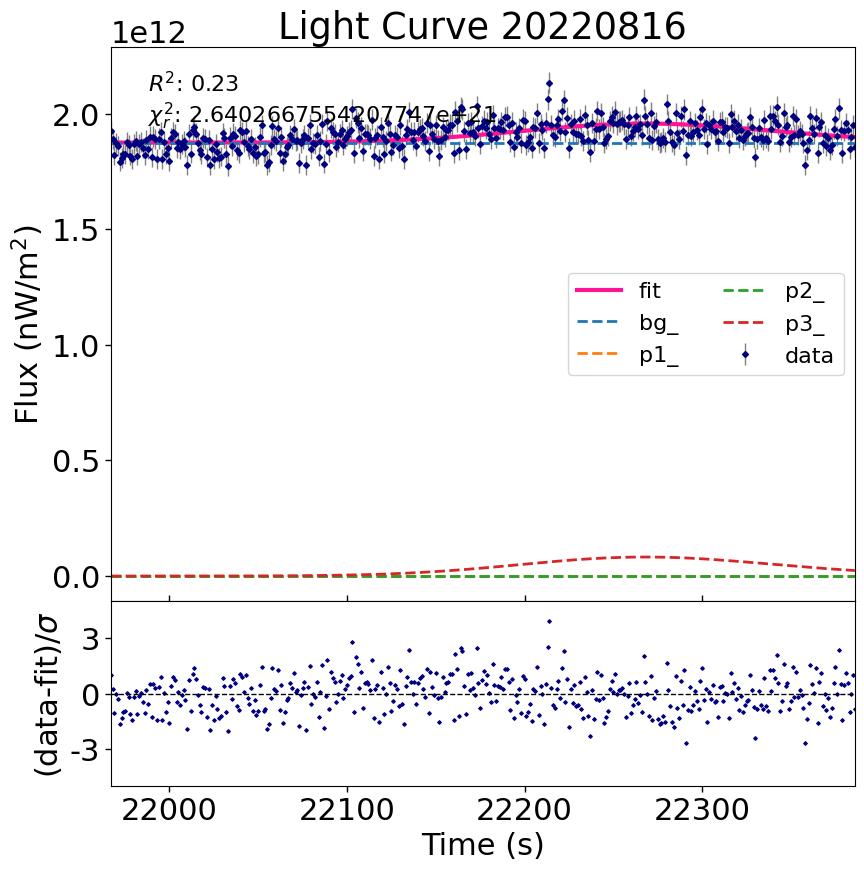 Light Curve 20220816
1e12
R²: 0.23
χ²ᵣ: 2.6402667554207747e+21
Flux (nW/m²)
2.0
1.5
1.0
0.5
0.0
fit
bg_
p1_
p2_
p3_
data
(data-fit)/σ
3
0
-3
22000
22100
22200
22300
Time (s)